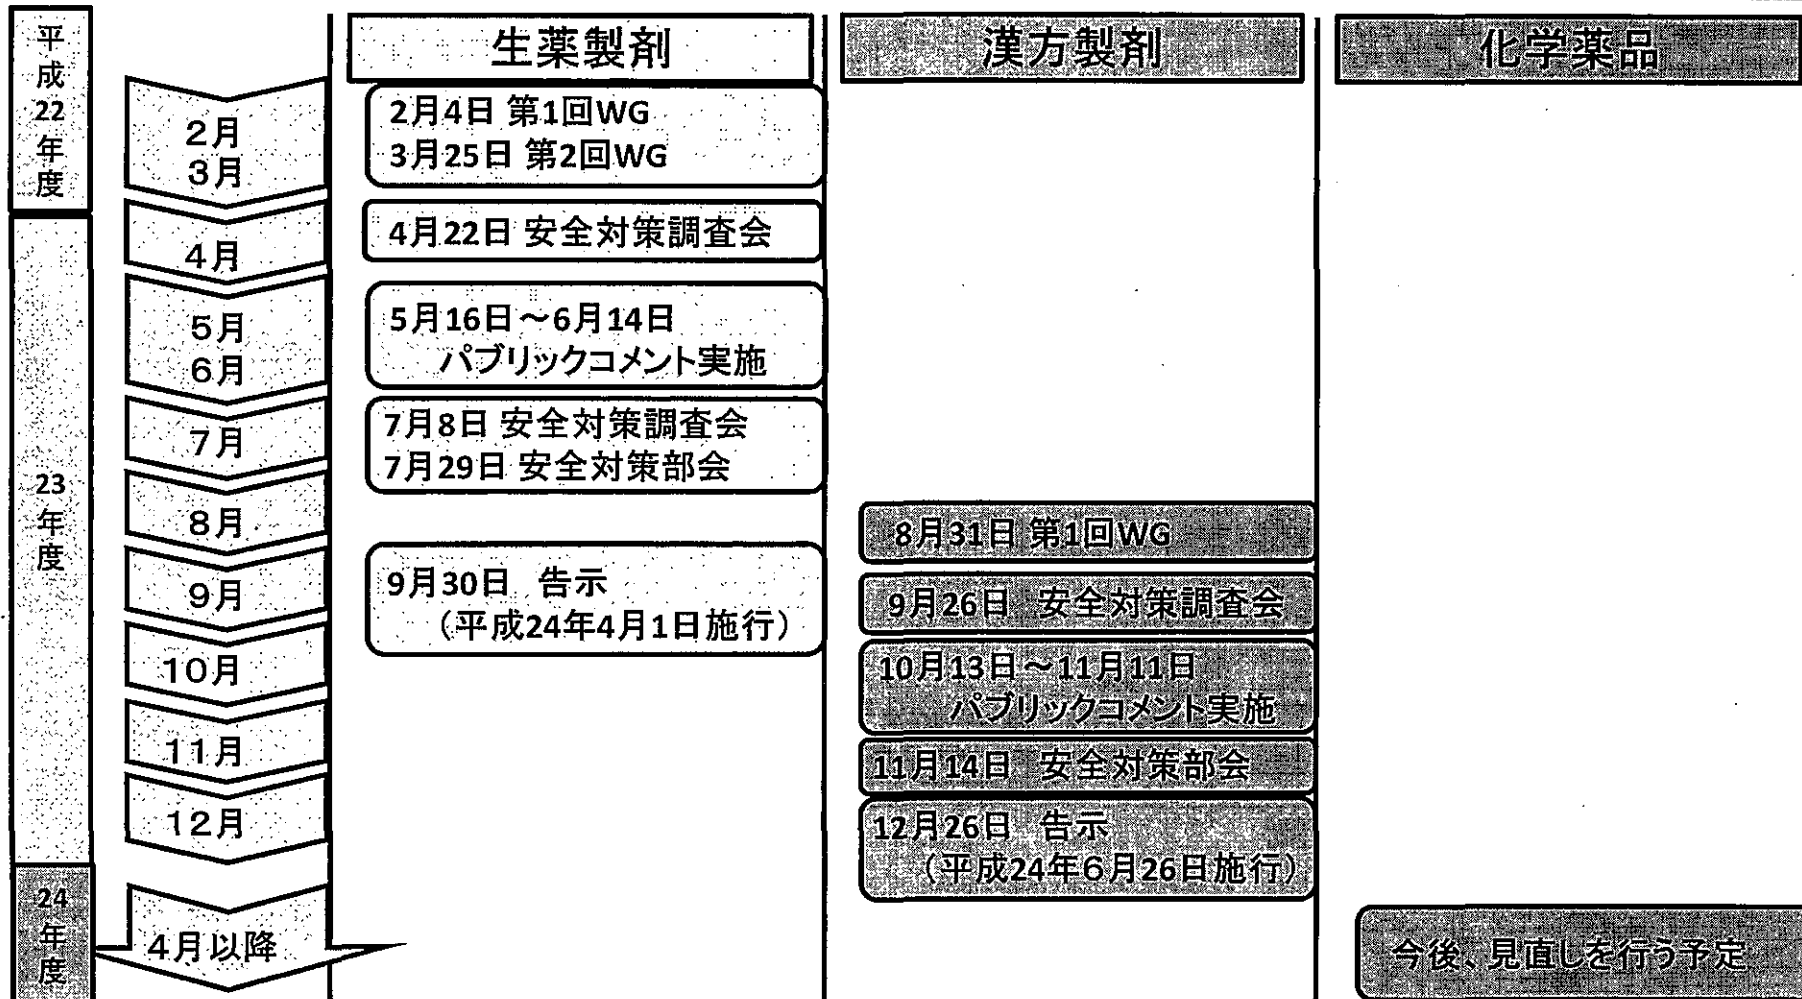 平成22年度
23年度
24年度
2月
3月
4月
5月
6月
7月
8月
9月
10月
11月
12月
4月以降
生薬製剤
2月4日 第1回WG
3月25日 第2回WG
4月22日 安全対策調査会
5月16日～6月14日
パブリックコメント実施
7月8日 安全対策調査会
7月29日 安全対策部会
9月30日 告示
（平成24年4月1日施行）
漢方製剤
8月31日 第1回WG
9月26日 安全対策調査会
10月13日～11月11日
パブリックコメント実施
11月14日 安全対策部会
12月26日 告示
（平成24年6月26日施行）
化学薬品
今後、見直しを行う予定